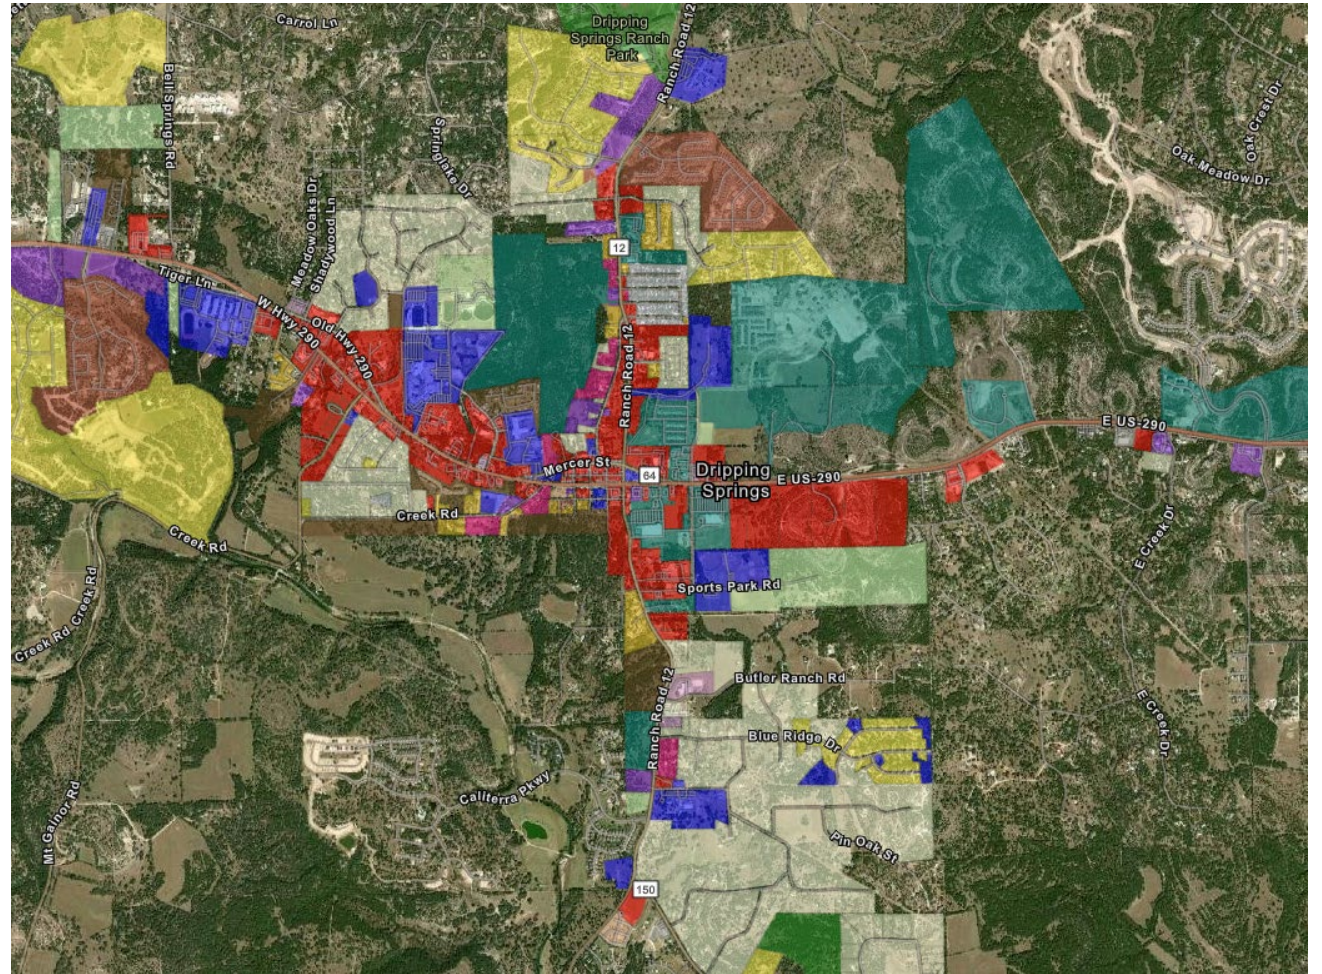 Carrol Ln
Dripping
Springs Ranch
Park
Ranch Road 12
Bell Springs Rd
Springlake Dr
Oak Crest Dr
Oak Meadow Dr
Meadow Oaks Dr
Shadywood Ln
12
Tiger Ln
W Hwy 290
Old Hwy 290
Ranch Road 12
E US-290
Mercer St
64
Dripping
Springs
E US-290
Creek Rd
Creek Rd
E Creek Dr
Sports Park Rd
Creek Rd
Creek Rd
Butler Ranch Rd
Ranch Road 12
E Creek Dr
Blue Ridge Dr
Caliterra Pkwy
Mt Gainor Rd
Pin Oak St
150